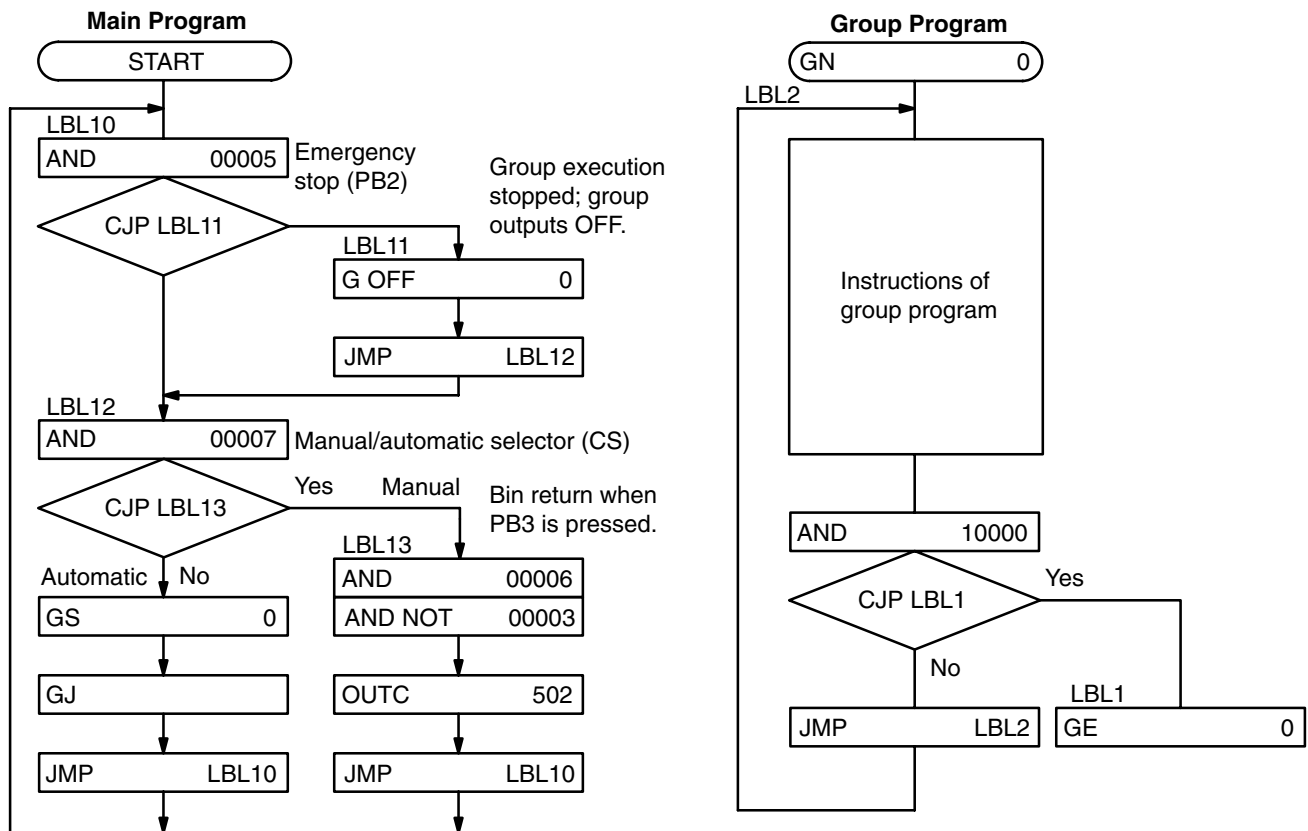 Main Program
START
LBL10
AND 00005
Emergency
stop (PB2)
CJP LBL11
Group execution
stopped; group
outputs OFF.
LBL11
G OFF 0
JMP LBL12
LBL12
AND 00007
Manual/automatic selector (CS)
CJP LBL13
Yes Manual
Bin return when
PB3 is pressed.
Automatic No
LBL13
AND 00006
AND NOT 00003
GS 0
GJ
OUTC 502
JMP LBL10
JMP LBL10
Group Program
GN 0
LBL2
Instructions of
group program
AND 10000
CJP LBL1
Yes
No
LBL1
JMP LBL2
GE 0